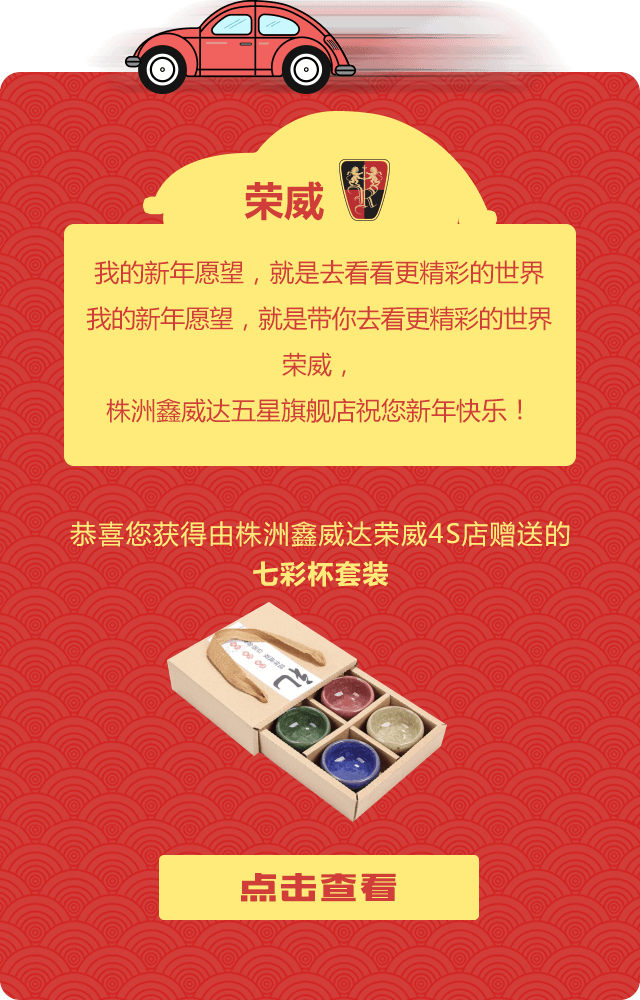 荣威
我的新年愿望，就是去看看更精彩的世界
我的新年愿望，就是带你去看更精彩的世界
荣威，
株洲鑫威达五星旗舰店祝您新年快乐！
恭喜您获得由株洲鑫威达荣威4S店赠送的
七彩杯套装
礼
点击查看